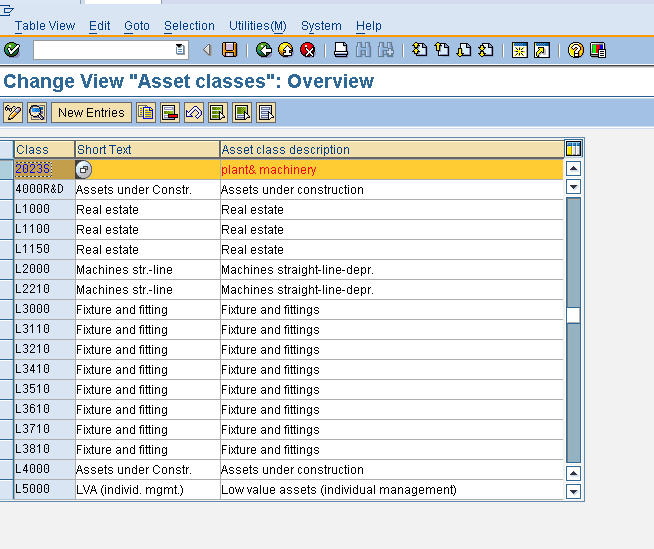 Table View Edit Goto Selection Utilities(M) System Help
Change View "Asset classes": Overview
New Entries
Class Short Text Asset class description
20235 plant& machinery
4000R&D Assets under Constr. Assets under construction
L1000 Real estate Real estate
L1100 Real estate Real estate
L1150 Real estate Real estate
L2000 Machines str.-line Machines straight-line-depr.
L2210 Machines str.-line Machines straight-line-depr.
L3000 Fixture and fitting Fixture and fittings
L3110 Fixture and fitting Fixture and fittings
L3210 Fixture and fitting Fixture and fittings
L3410 Fixture and fitting Fixture and fittings
L3510 Fixture and fitting Fixture and fittings
L3610 Fixture and fitting Fixture and fittings
L3710 Fixture and fitting Fixture and fittings
L3810 Fixture and fitting Fixture and fittings
L4000 Assets under Constr. Assets under construction
L5000 LVA (individ. mgmt.) Low value assets (individual management)